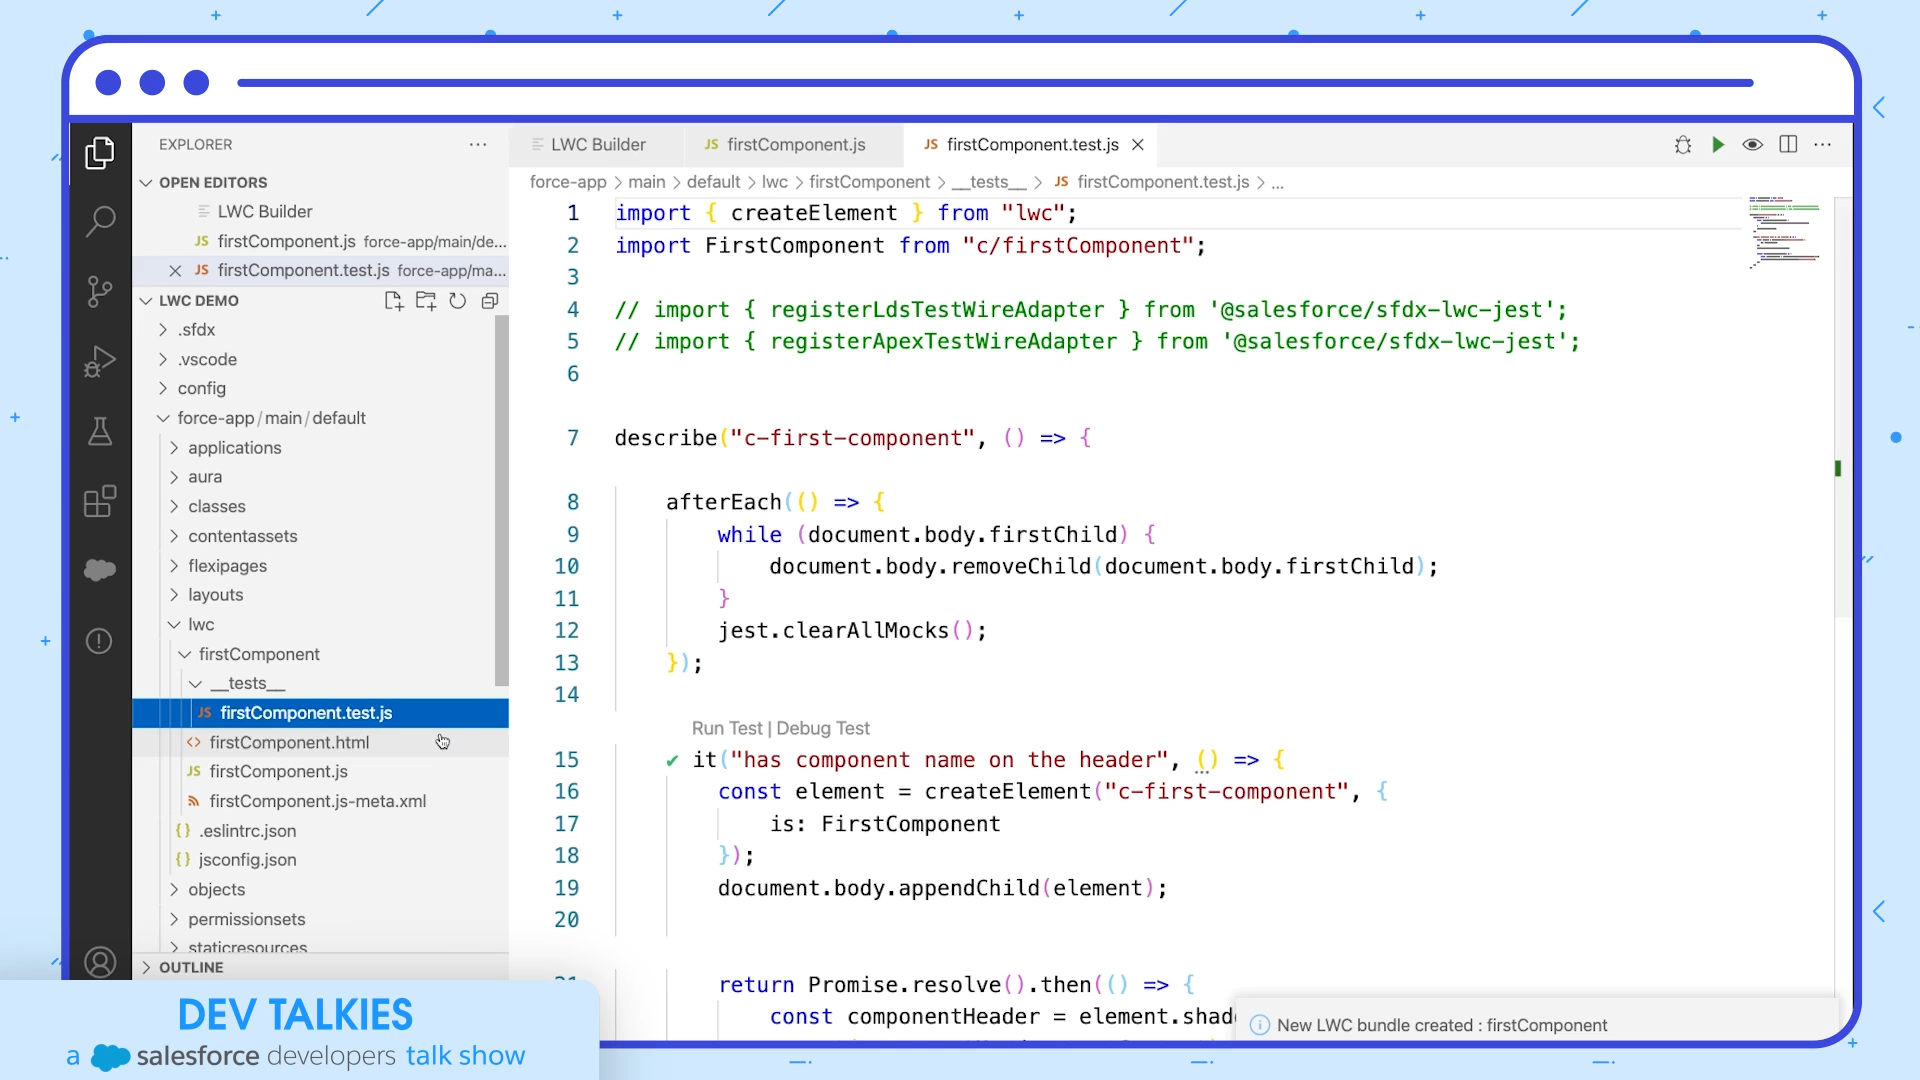 EXPLORER
OPEN EDITORS
LWC Builder
JS firstComponent.js force-app/main/de...
JS firstComponent.test.js force-app/ma...
LWC DEMO
.sfdx
.vscode
config
force-app/main/default
applications
aura
classes
contentassets
flexipages
layouts
lwc
firstComponent
__tests__
JS firstComponent.test.js
<> firstComponent.html
JS firstComponent.js
firstComponent.js-meta.xml
{} .eslintrc.json
{} jsconfig.json
objects
permissionsets
staticresources
OUTLINE
LWC Builder
JS firstComponent.js
JS firstComponent.test.js
force-app > main > default > lwc > firstComponent > __tests__ > JS firstComponent.test.js > ...
1 import { createElement } from "lwc";
2 import FirstComponent from "c/firstComponent";
3
4 // import { registerLdsTestWireAdapter } from '@salesforce/sfdx-lwc-jest';
5 // import { registerApexTestWireAdapter } from '@salesforce/sfdx-lwc-jest';
6
7 describe("c-first-component", () => {
8 afterEach(() => {
9 while (document.body.firstChild) {
10 document.body.removeChild(document.body.firstChild);
11 }
12 jest.clearAllMocks();
13 });
14
Run Test | Debug Test
15 it("has component name on the header", () => {
16 const element = createElement("c-first-component", {
17 is: FirstComponent
18 });
19 document.body.appendChild(element);
20
return Promise.resolve().then(() => {
const componentHeader = element.shad
New LWC bundle created : firstComponent
DEV TALKIES
a salesforce developers talk show